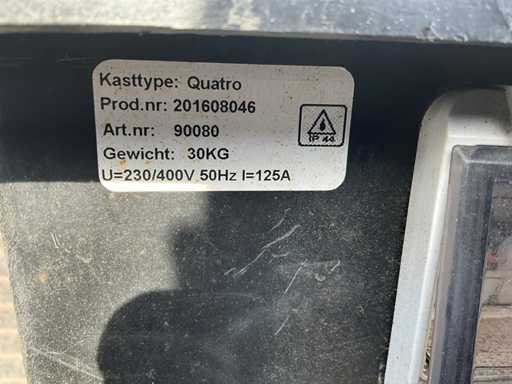 Kasttype: Quatro
Prod.nr: 201608046
Art.nr: 90080
Gewicht: 30KG
U=230/400V 50Hz I=125A
IP 44